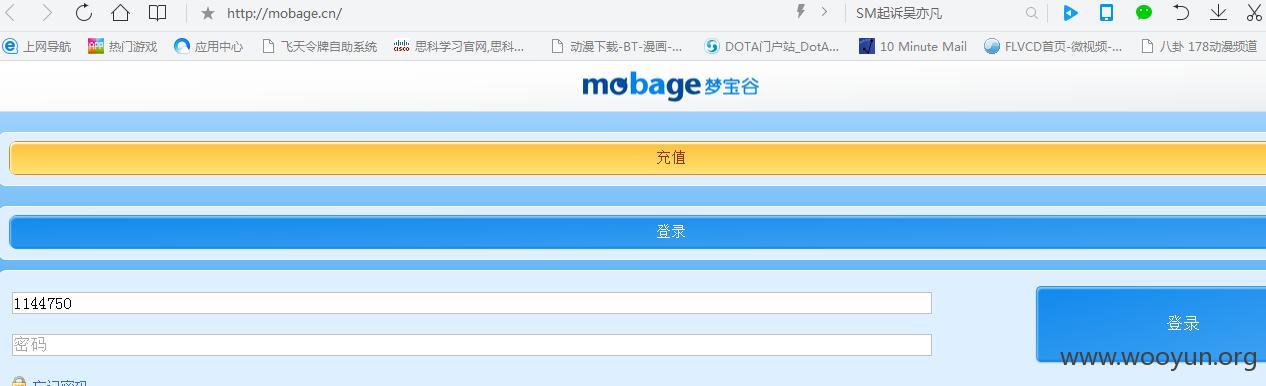 http://mobage.cn/
SM起诉吴亦凡
上网导航 热门游戏 应用中心 飞天令牌自助系统 思科学习官网,思科... 动漫下载-BT-漫画-... DOTA门户站_DotA... 10 Minute Mail FLVCD首页-微视频-... 八卦 178动漫频道
mobage 梦宝谷
充值
登录
1144750
密码
登录
忘记密码
www.wooyun.org